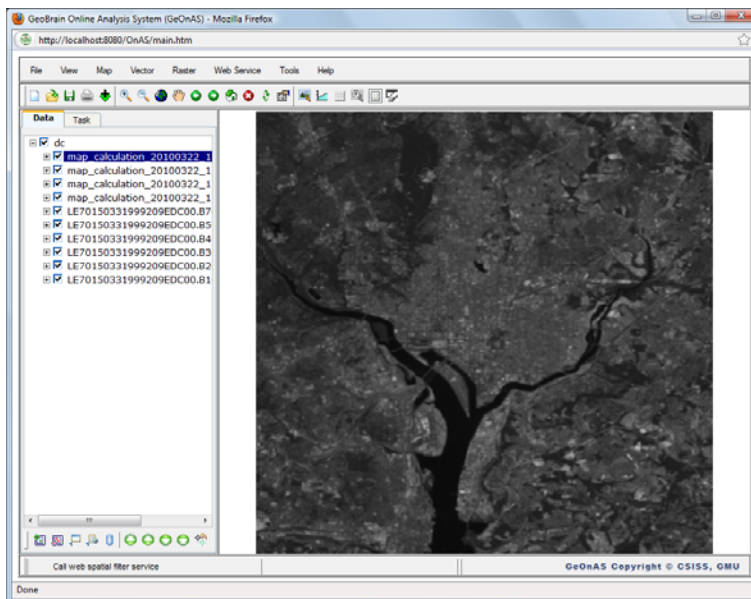 GeoBrain Online Analysis System (GeOnAS) - Mozilla Firefox
http://localhost:8080/OnAS/main.htm
File View Map Vector Raster Web Service Tools Help
Data Task
dc
map_calculation_20100322_1
map_calculation_20100322_1
map_calculation_20100322_1
map_calculation_20100322_1
LE70150331999209EDC00.B7
LE70150331999209EDC00.B5
LE70150331999209EDC00.B4
LE70150331999209EDC00.B3
LE70150331999209EDC00.B2
LE70150331999209EDC00.B1
Call web spatial filter service
GeOnAS Copyright © CSISS, GMU
Done